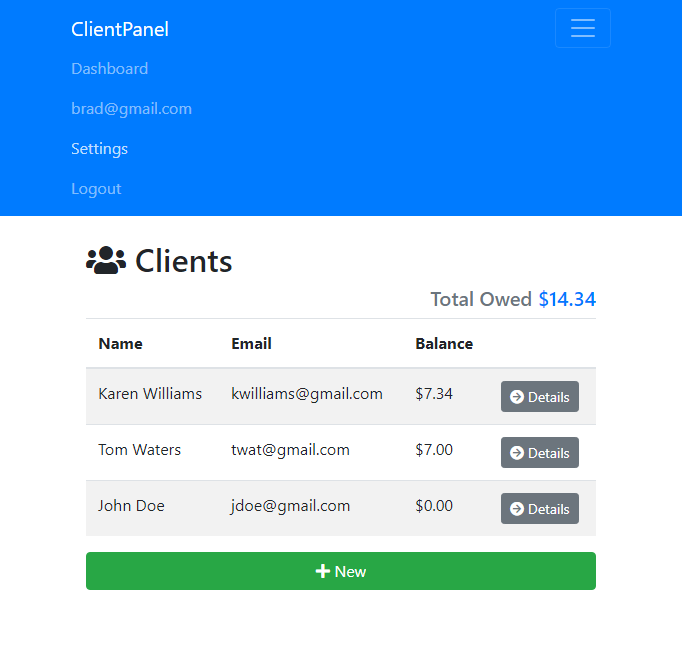 ClientPanel
Dashboard
brad@gmail.com
Settings
Logout
Clients
Total Owed $14.34
Name Email Balance
Karen Williams kwilliams@gmail.com $7.34 Details
Tom Waters twat@gmail.com $7.00 Details
John Doe jdoe@gmail.com $0.00 Details
New